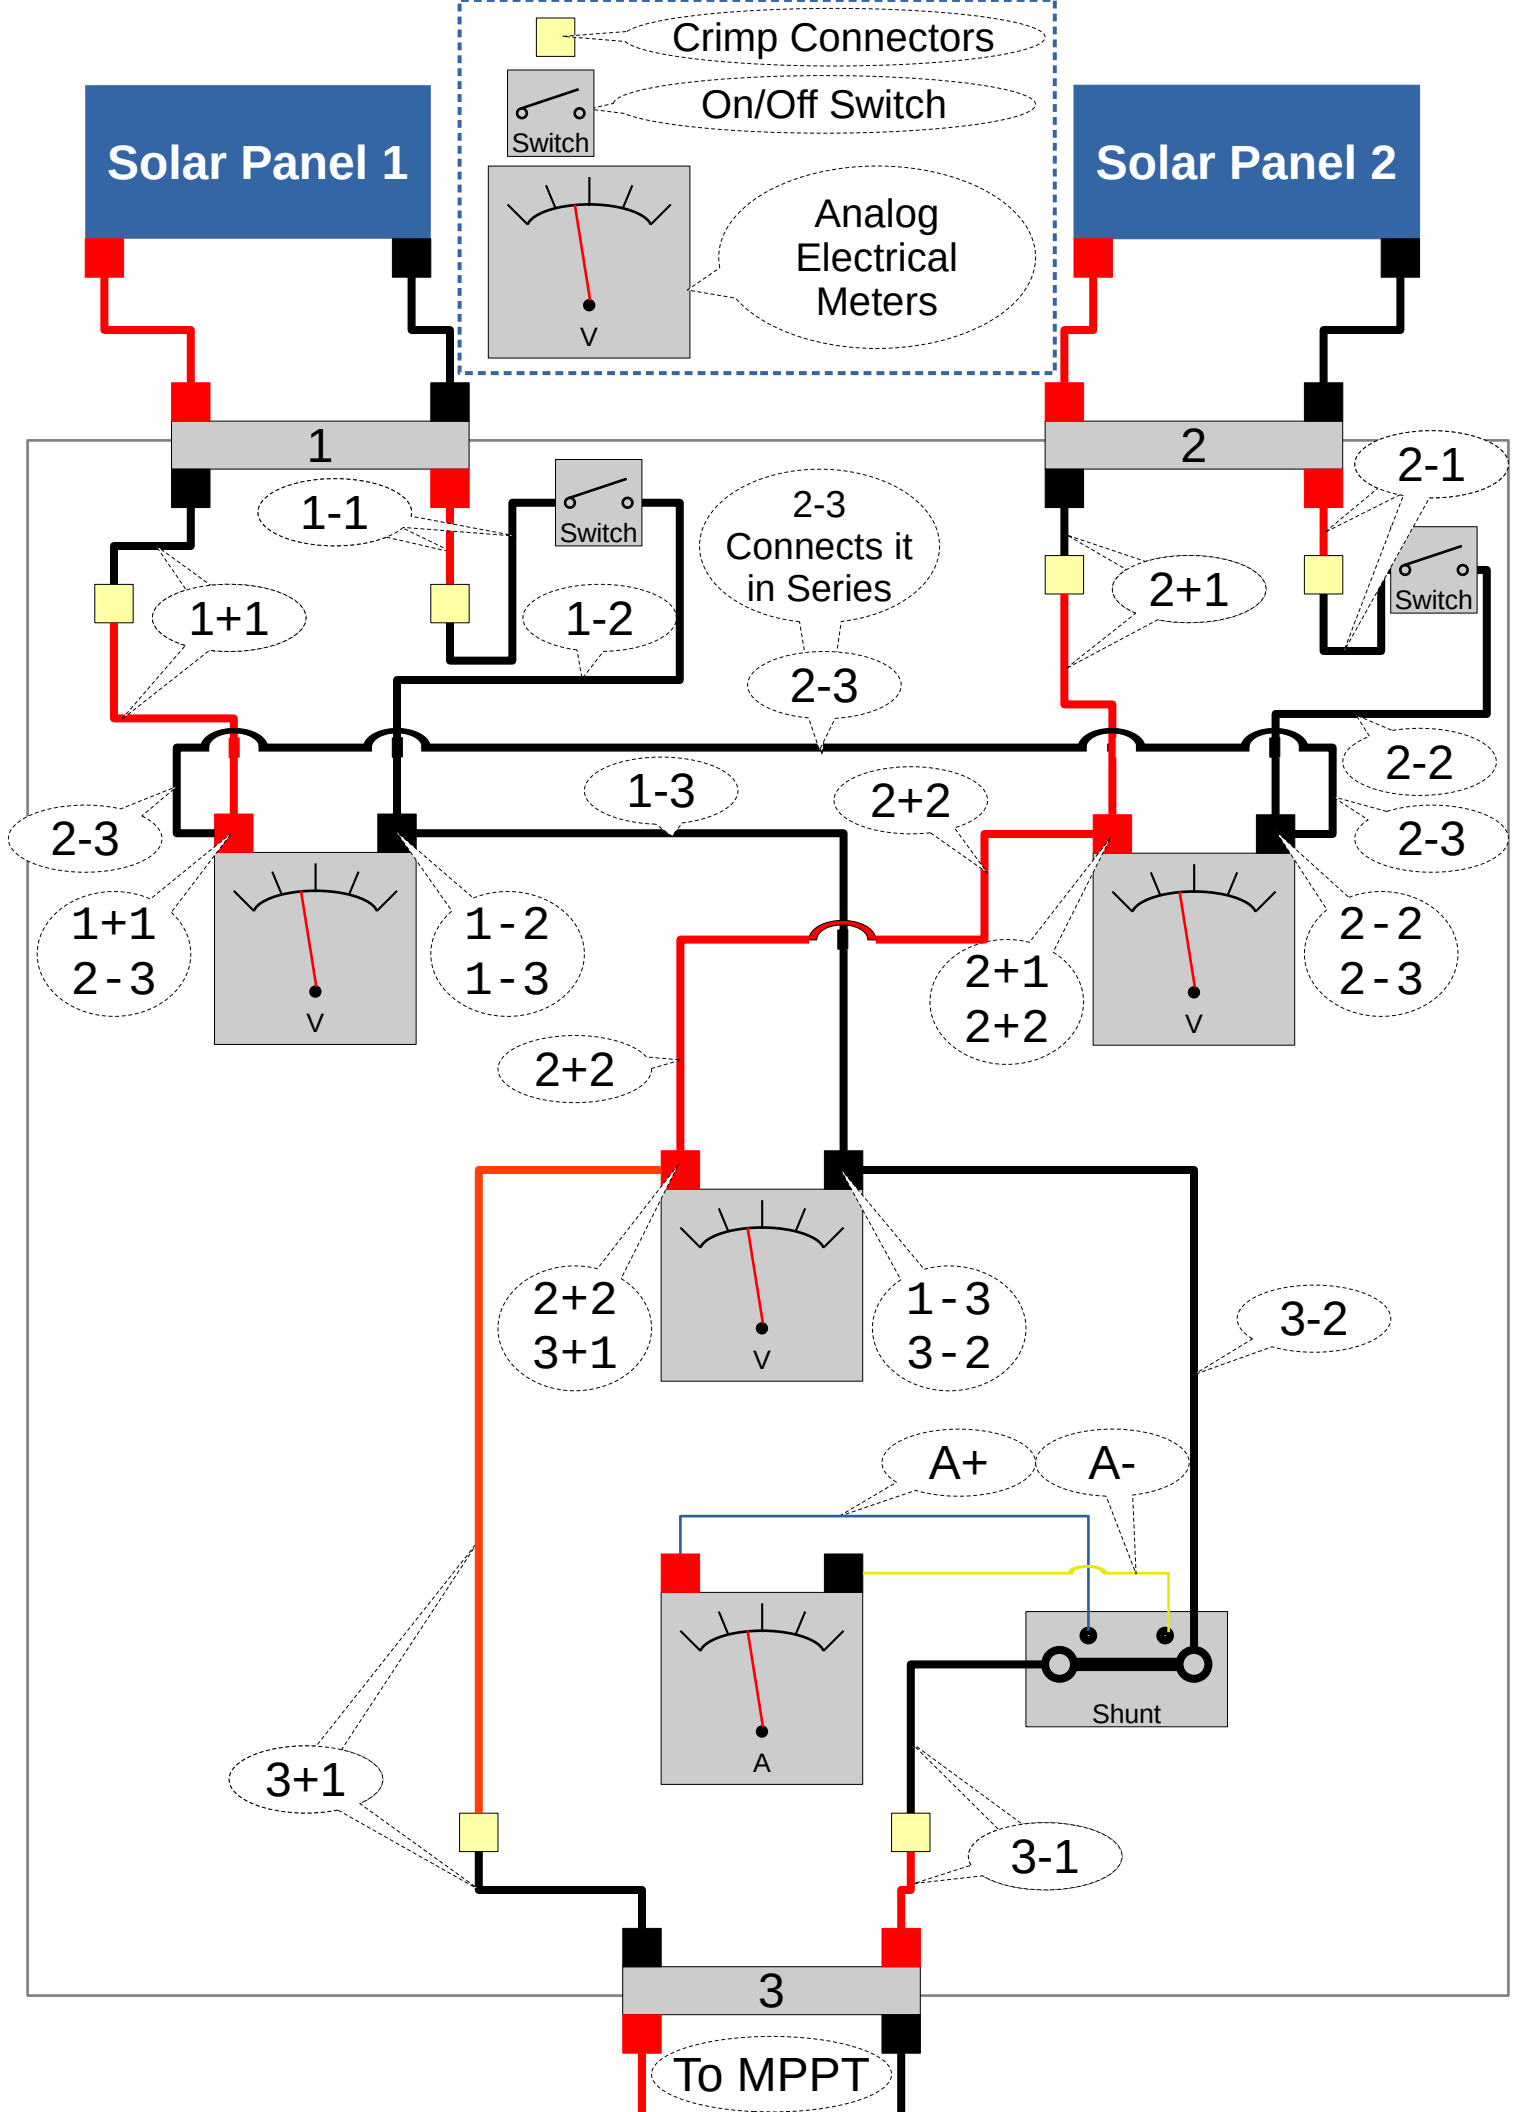 Crimp Connectors
On/Off Switch
Switch
Solar Panel 1
Solar Panel 2
Analog
Electrical
Meters
V
1
2
2-1
1-1
Switch
2-3
Connects it
in Series
Switch
2+1
1+1
1-2
2-3
2-2
1-3
2+2
2-3
2-3
1+1
2-3
1-2
1-3
2+1
2+2
2-2
2-3
V
V
2+2
2+2
3+1
1-3
3-2
3-2
V
A+
A-
Shunt
A
3+1
3-1
3
To MPPT